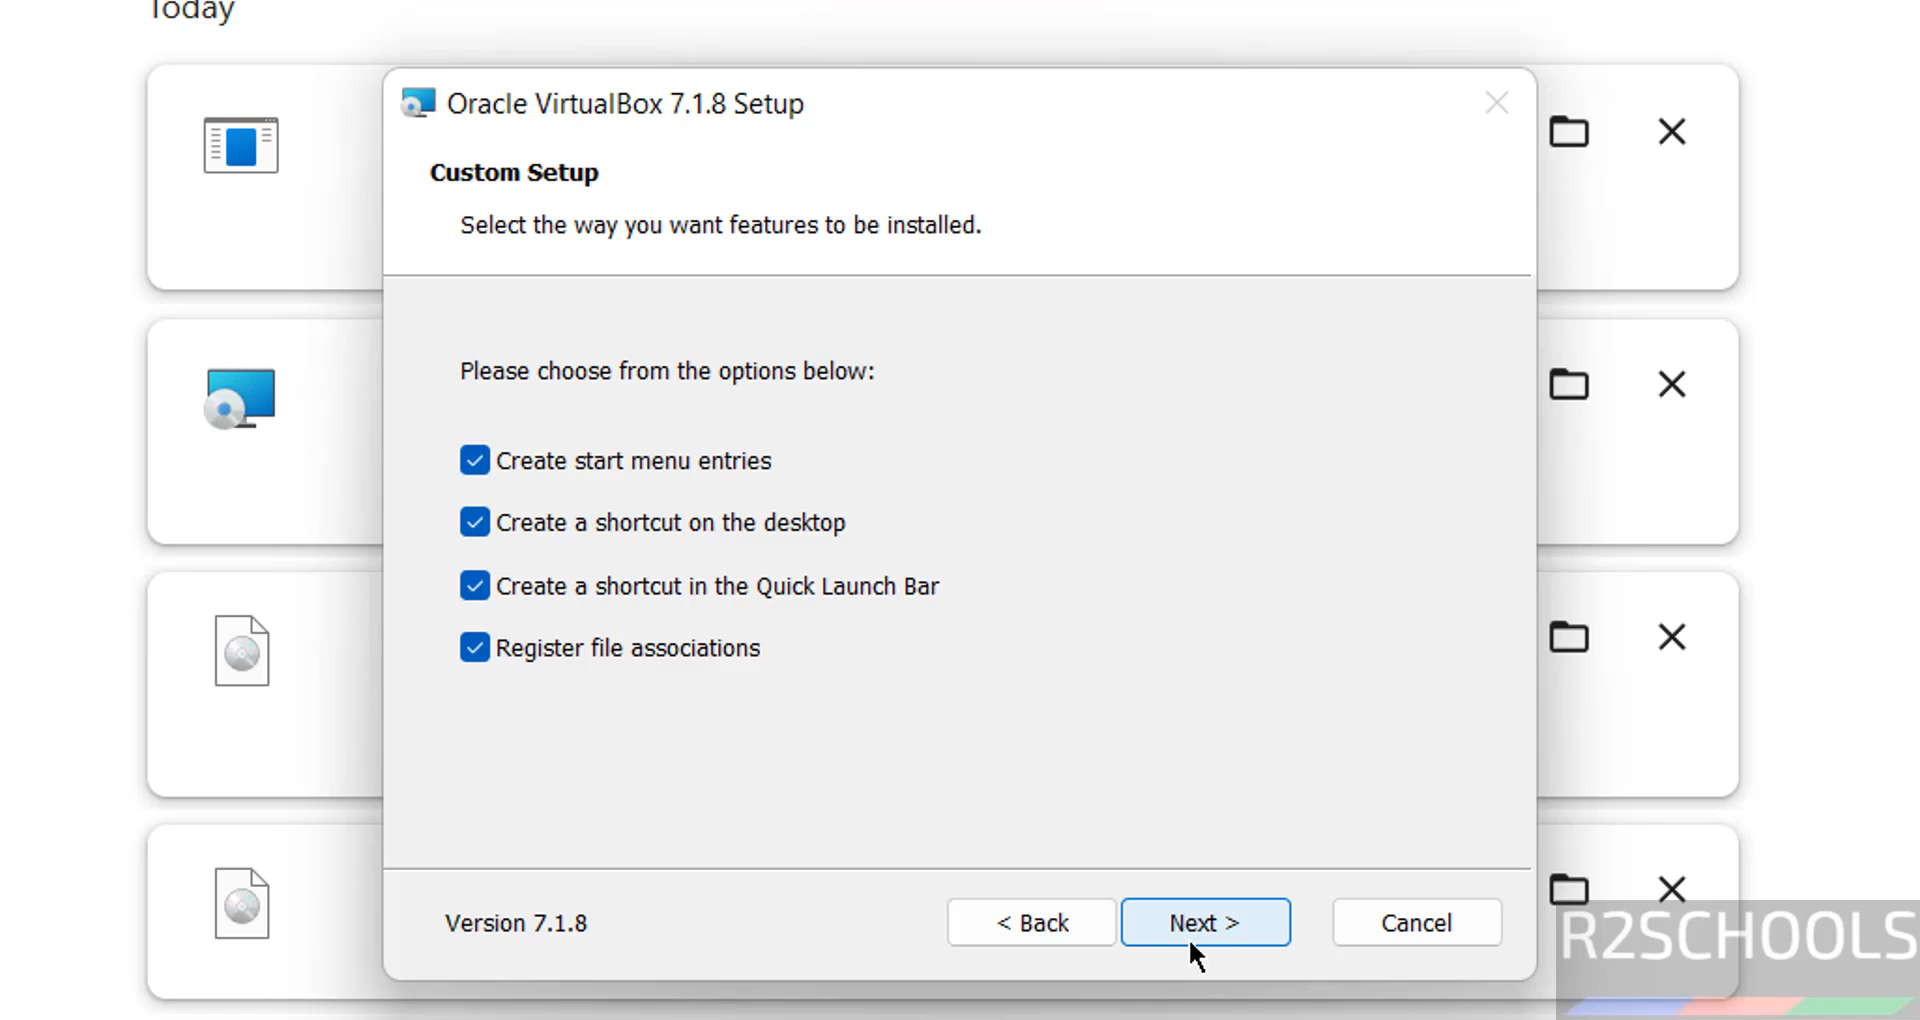 Today
Oracle VirtualBox 7.1.8 Setup
Custom Setup
Select the way you want features to be installed.
Please choose from the options below:
Create start menu entries
Create a shortcut on the desktop
Create a shortcut in the Quick Launch Bar
Register file associations
Version 7.1.8
< Back
Next >
Cancel
R2SCHOOLS